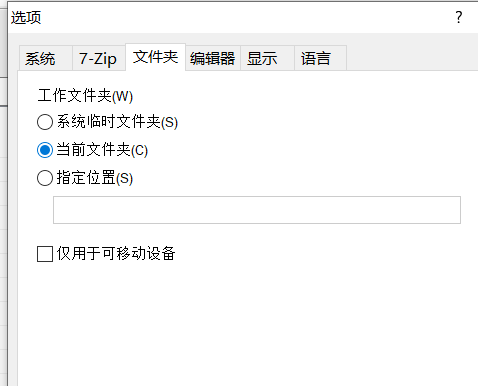 选项 ?
系统 7-Zip 文件夹 编辑器 显示 语言
工作文件夹(W)
系统临时文件夹(S)
当前文件夹(C)
指定位置(S)
仅用于可移动设备